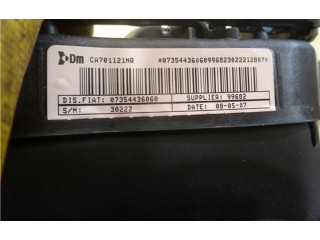 Dm CA701121MR *07354436060996823022212807*
DIS.FIAT: 07354436060 SUPPLIER: 99682
S/N: 30222 DATE: 08-05-07